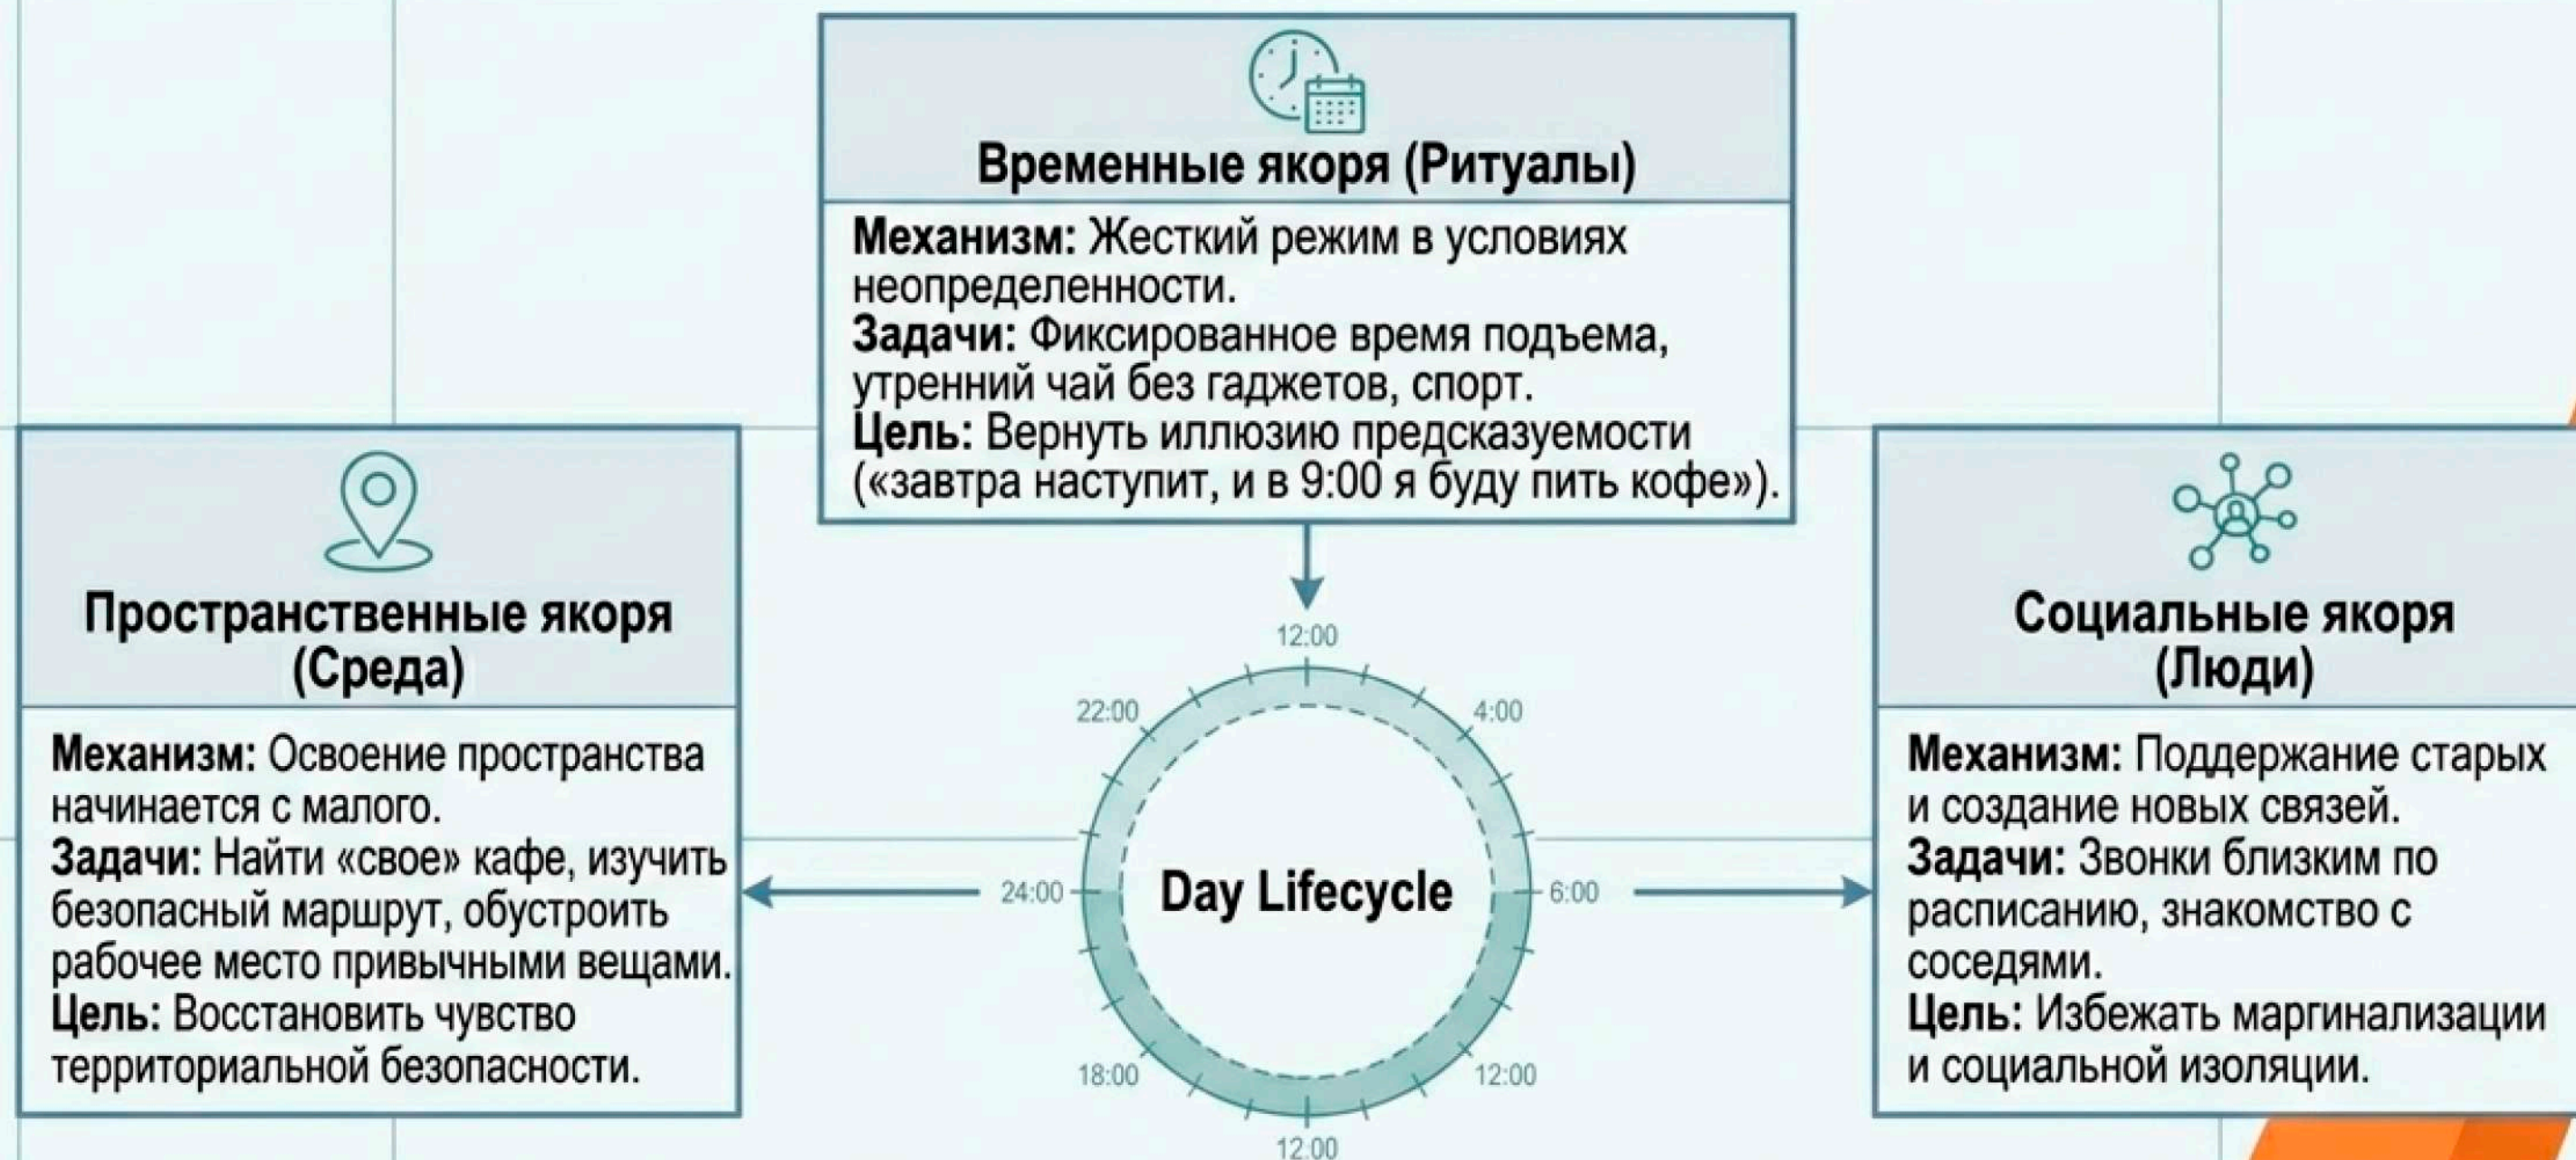 Временные якоря (Ритуалы)
Механизм: Жесткий режим в условиях
неопределенности.
Задачи: Фиксированное время подъема,
утренний чай без гаджетов, спорт.
Цель: Вернуть иллюзию предсказуемости
(«завтра наступит, и в 9:00 я буду пить кофе»).
Пространственные якоря
(Среда)
Механизм: Освоение пространства
начинается с малого.
Задачи: Найти «свое» кафе, изучить
безопасный маршрут, обустроить
рабочее место привычными вещами.
Цель: Восстановить чувство
территориальной безопасности.
12:00
22:00
4:00
24:00
Day Lifecycle
6:00
18:00
12:00
12:00
Социальные якоря
(Люди)
Механизм: Поддержание старых
и создание новых связей.
Задачи: Звонки близким по
расписанию, знакомство с
соседями.
Цель: Избежать маргинализации
и социальной изоляции.